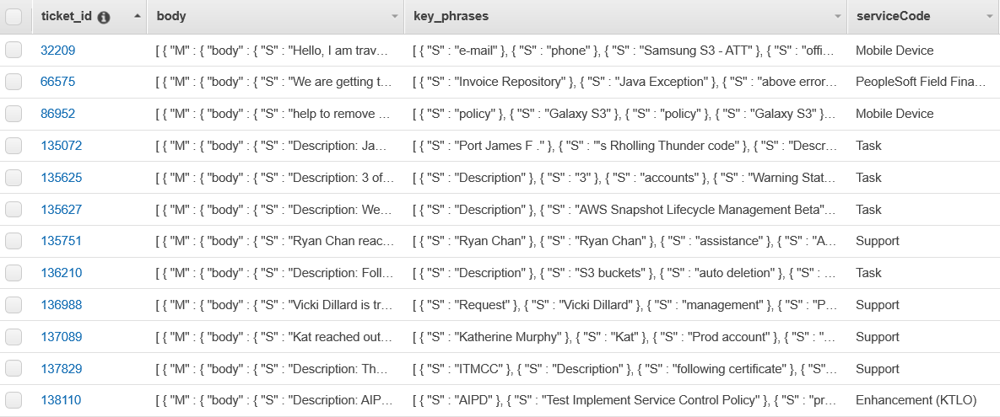 ticket_id body key_phrases serviceCode
32209 [ { "M" : { "body" : { "S" : "Hello, I am trav… [ { "S" : "e-mail" }, { "S" : "phone" }, { "S" : "Samsung S3 - ATT" }, { "S" : "offi… Mobile Device
66575 [ { "M" : { "body" : { "S" : "We are getting t… [ { "S" : "Invoice Repository" }, { "S" : "Java Exception" }, { "S" : "above error… PeopleSoft Field Fina…
86952 [ { "M" : { "body" : { "S" : "help to remove … [ { "S" : "policy" }, { "S" : "Galaxy S3" }, { "S" : "policy" }, { "S" : "Galaxy S3" }… Mobile Device
135072 [ { "M" : { "body" : { "S" : "Description: Ja… [ { "S" : "Port James F ." }, { "S" : "'s Rholling Thunder code" }, { "S" : "Descr… Task
135625 [ { "M" : { "body" : { "S" : "Description: 3 of… [ { "S" : "Description" }, { "S" : "3" }, { "S" : "accounts" }, { "S" : "Warning Stat… Task
135627 [ { "M" : { "body" : { "S" : "Description: We… [ { "S" : "Description" }, { "S" : "AWS Snapshot Lifecycle Management Beta"… Task
135751 [ { "M" : { "body" : { "S" : "Ryan Chan reac… [ { "S" : "Ryan Chan" }, { "S" : "Ryan Chan" }, { "S" : "assistance" }, { "S" : "A… Support
136210 [ { "M" : { "body" : { "S" : "Description: Foll… [ { "S" : "Description" }, { "S" : "S3 buckets" }, { "S" : "auto deletion" }, { "S" : … Task
136988 [ { "M" : { "body" : { "S" : "Vicki Dillard is tr… [ { "S" : "Request" }, { "S" : "Vicki Dillard" }, { "S" : "management" }, { "S" : "P… Support
137089 [ { "M" : { "body" : { "S" : "Kat reached out… [ { "S" : "Katherine Murphy" }, { "S" : "Kat" }, { "S" : "Prod account" }, { "S" : "… Support
137829 [ { "M" : { "body" : { "S" : "Description: Th… [ { "S" : "ITMCC" }, { "S" : "Description" }, { "S" : "following certificate" }, { "S"… Support
138110 [ { "M" : { "body" : { "S" : "Description: AIP… [ { "S" : "AIPD" }, { "S" : "Test Implement Service Control Policy" }, { "S" : "pr… Enhancement (KTLO)